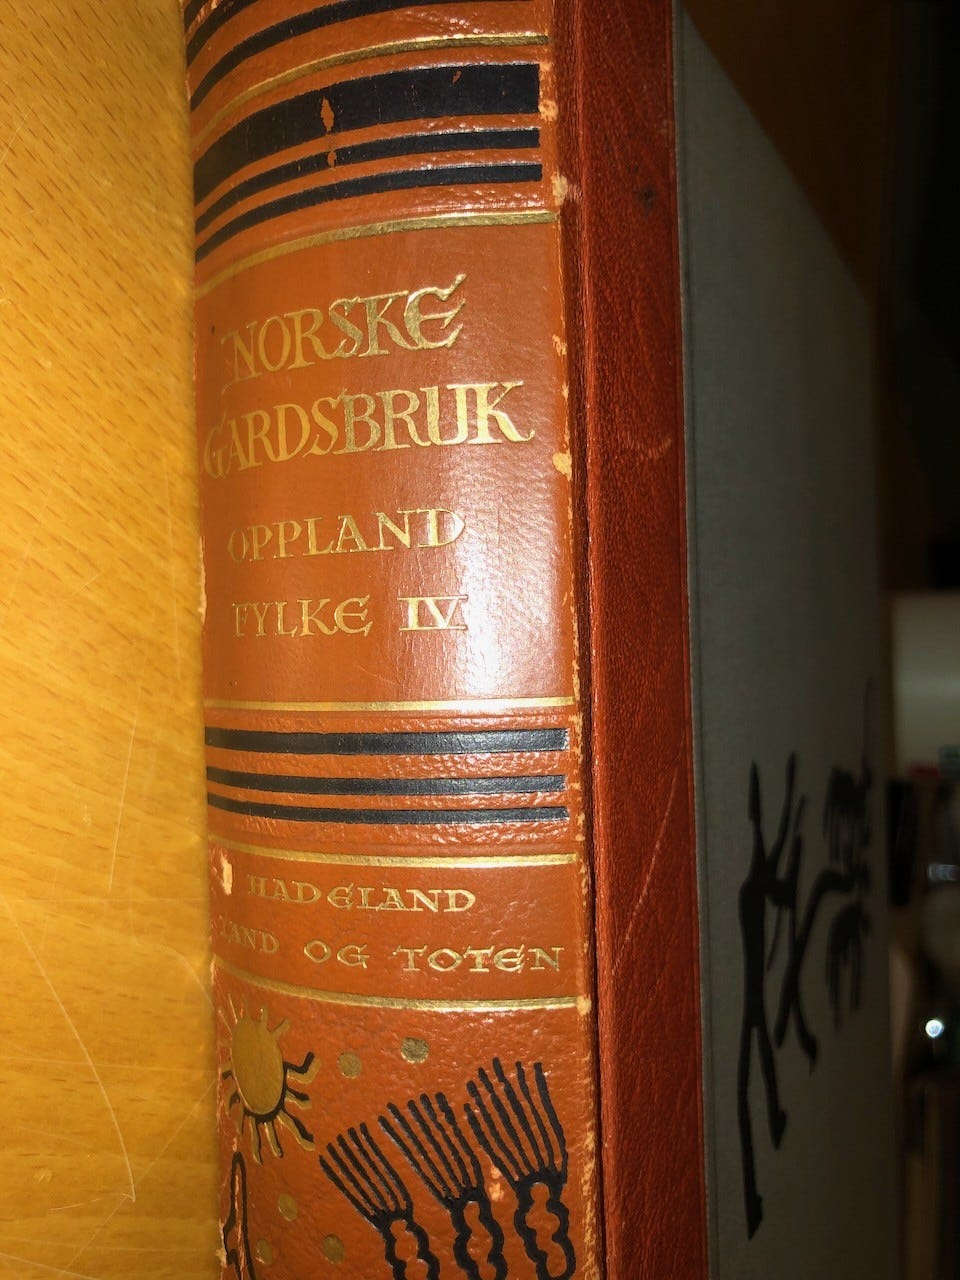 NORSKE
GARDSBRUK
OPPLAND
FYLKE IV
HADELAND
LAND OG TOTEN